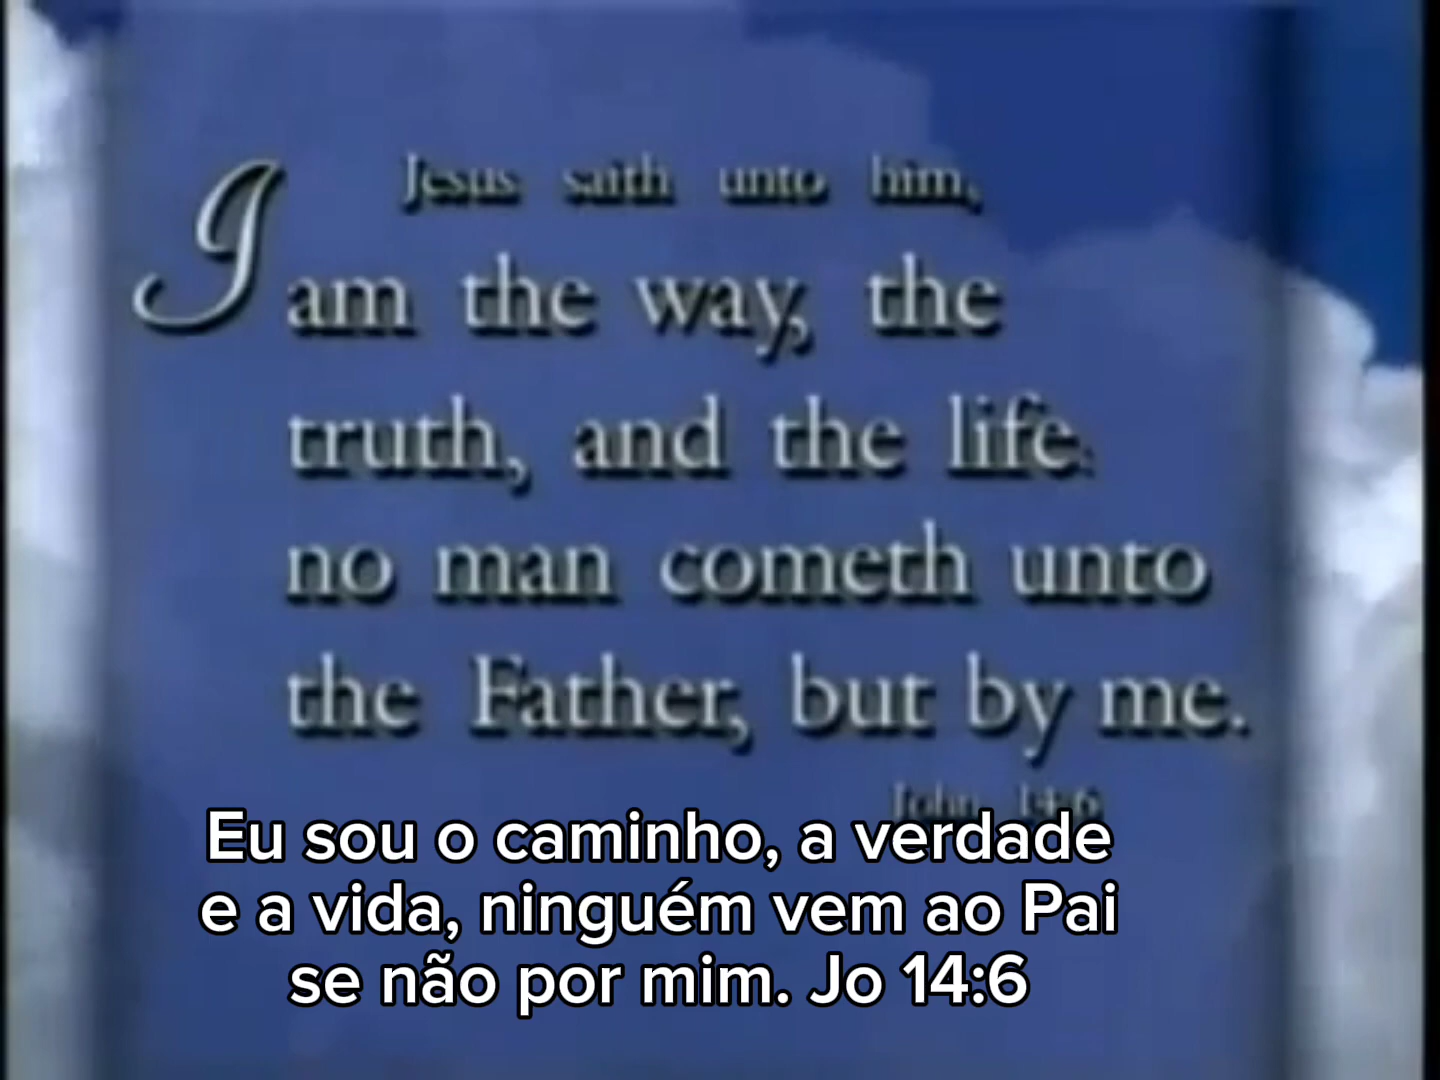 Jesus saith unto him,
I am the way, the
truth, and the life:
no man cometh unto
the Father, but by me.
John 14:6
Eu sou o caminho, a verdade
e a vida, ninguém vem ao Pai
se não por mim. Jo 14:6